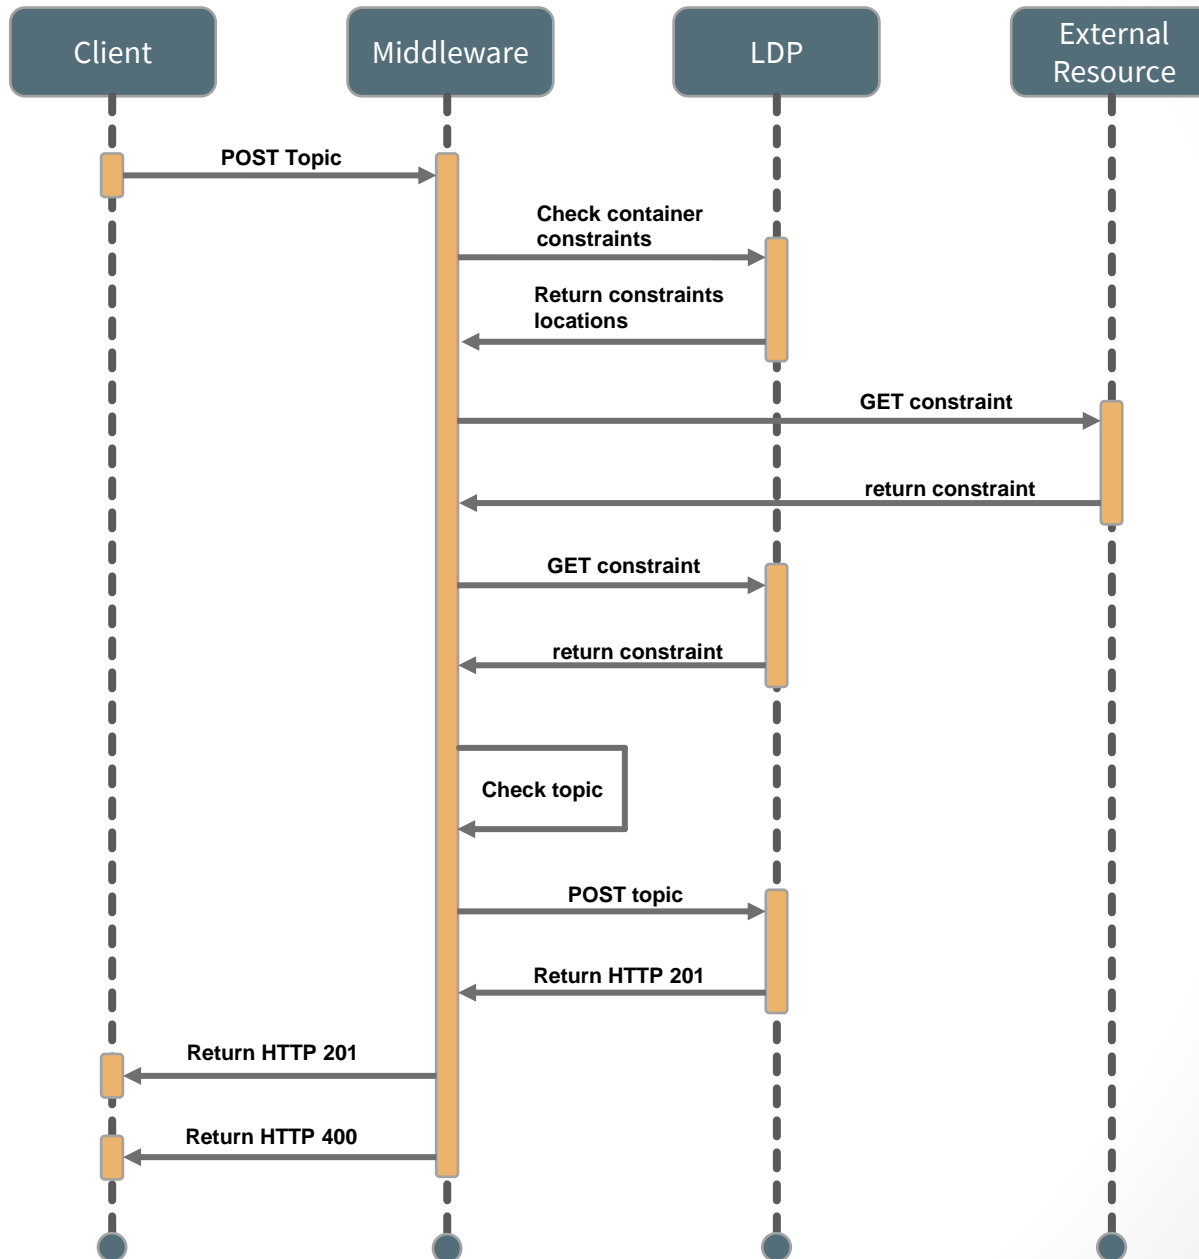 Client
Middleware
LDP
External
Resource
POST Topic
Check container
constraints
Return constraints
locations
GET constraint
return constraint
GET constraint
return constraint
Check topic
POST topic
Return HTTP 201
Return HTTP 201
Return HTTP 400